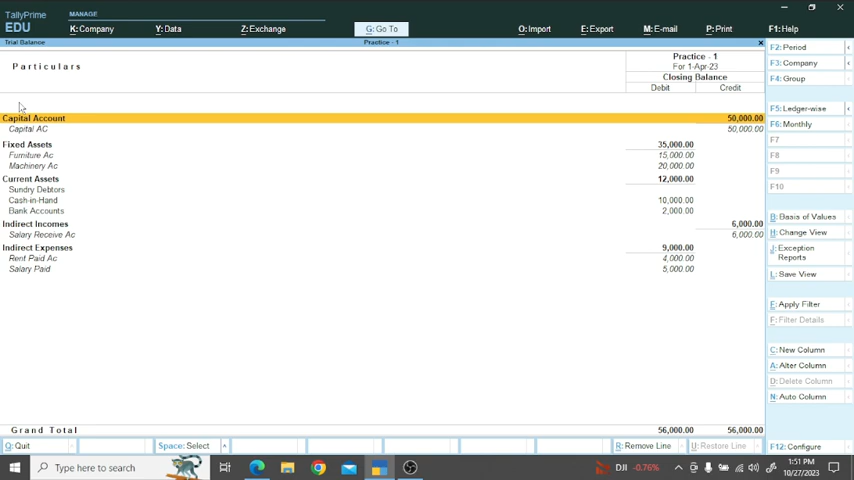 TallyPrime
MANAGE
EDU
K: Company
Y: Data
Z: Exchange
G: Go To
O: Import
E: Export
M: E-mail
P: Print
F1: Help
Trial Balance
Practice - 1
F2: Period
Particulars
Practice - 1
For 1-Apr-23
Closing Balance
Debit Credit
F3: Company
F4: Group
Capital Account 50,000.00
Capital AC 50,000.00
Fixed Assets 35,000.00
Furniture Ac 15,000.00
Machinery Ac 20,000.00
Current Assets 12,000.00
Sundry Debtors
Cash-in-Hand 10,000.00
Bank Accounts 2,000.00
Indirect Incomes 6,000.00
Salary Receive Ac 6,000.00
Indirect Expenses 9,000.00
Rent Paid Ac 4,000.00
Salary Paid 5,000.00
Grand Total 56,000.00 56,000.00
F5: Ledger-wise
F6: Monthly
F7
F8
F9
F10
B: Basis of Values
H: Change View
J: Exception
Reports
L: Save View
E: Apply Filter
F: Filter Details
C: New Column
A: Alter Column
D: Delete Column
N: Auto Column
Q: Quit
Space: Select
R: Remove Line
U: Restore Line
F12: Configure
Type here to search
DJI -0.76%
1:51 PM
10/27/2023